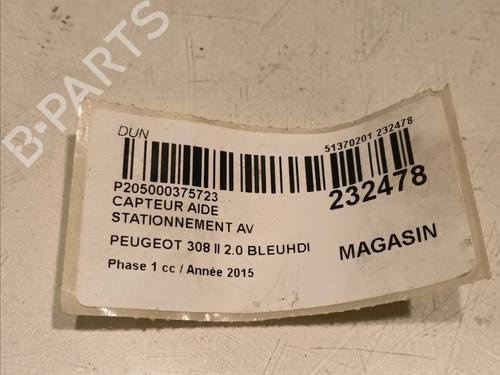 B-PARTS
DUN
51370201 232478
P205000375723
232478
CAPTEUR AIDE
STATIONNEMENT AV
PEUGEOT 308 II 2.0 BLEUHDI
MAGASIN
Phase 1 cc / Année 2015